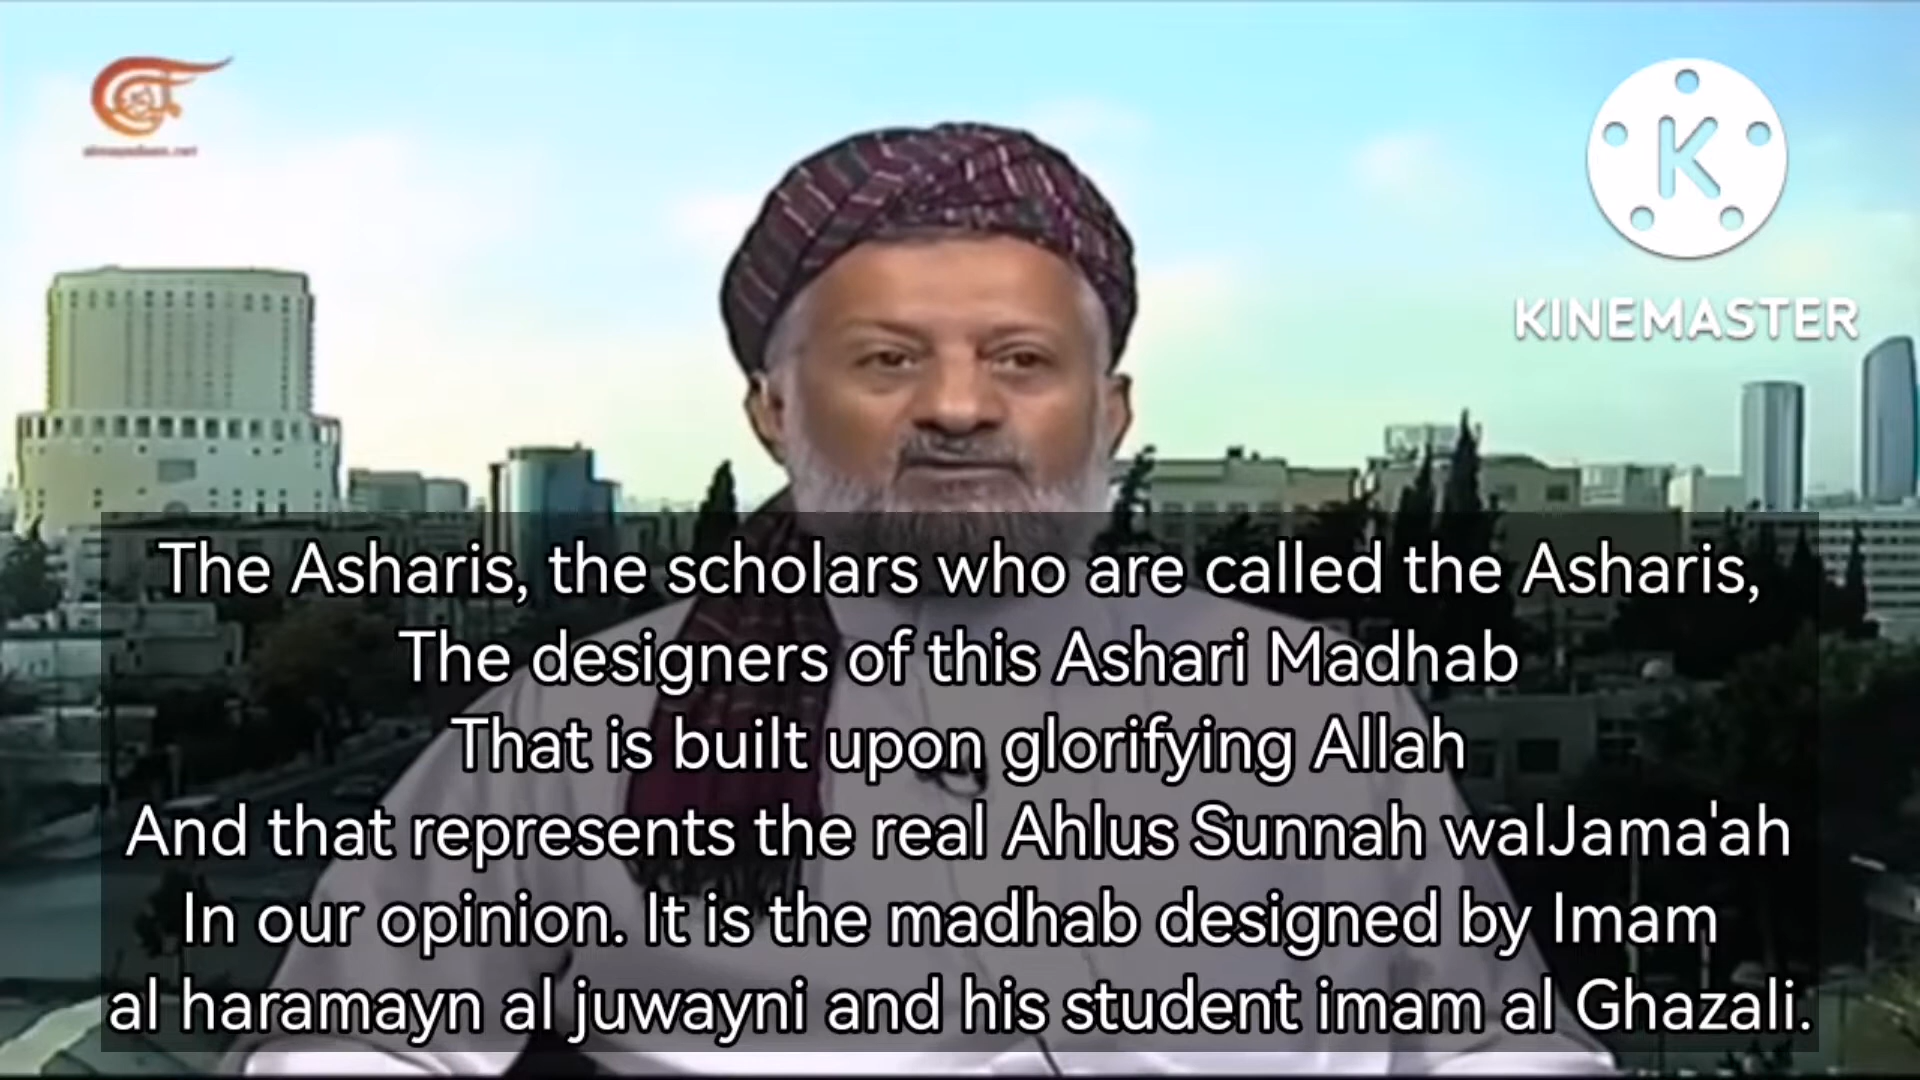 almayadeen.net
KINEMASTER
The Asharis, the scholars who are called the Asharis,
The designers of this Ashari Madhab
That is built upon glorifying Allah
And that represents the real Ahlus Sunnah walJama'ah
In our opinion. It is the madhab designed by Imam
al haramayn al juwayni and his student imam al Ghazali.